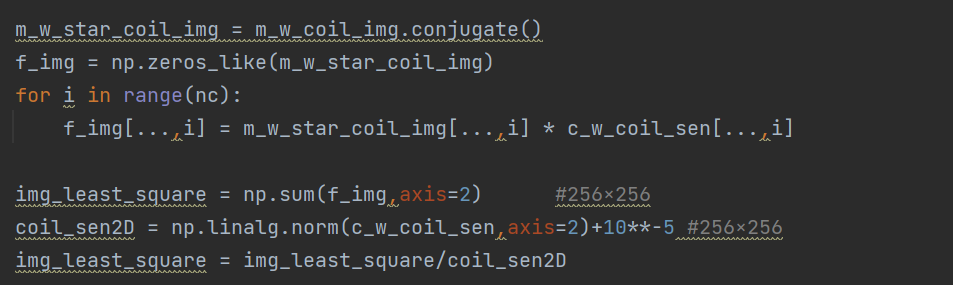 m_w_star_coil_img = m_w_coil_img.conjugate()
f_img = np.zeros_like(m_w_star_coil_img)
for i in range(nc):
    f_img[...,i] = m_w_star_coil_img[...,i] * c_w_coil_sen[...,i]
img_least_square = np.sum(f_img,axis=2)      #256×256
coil_sen2D = np.linalg.norm(c_w_coil_sen,axis=2)+10**-5 #256×256
img_least_square = img_least_square/coil_sen2D